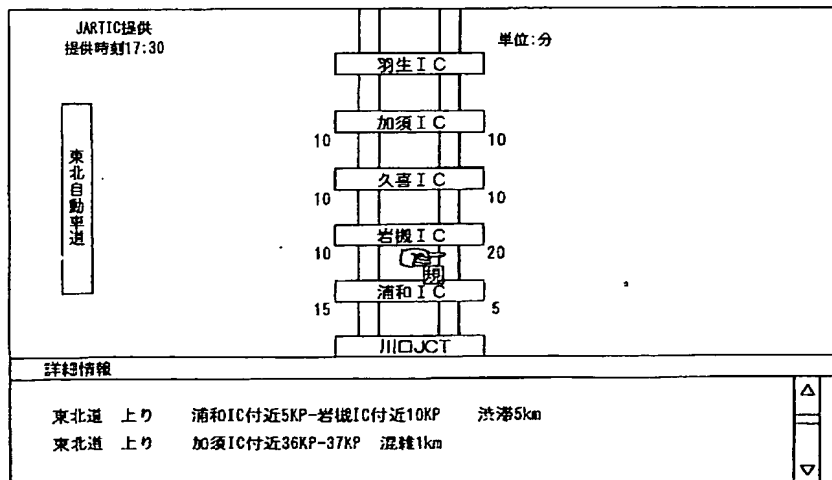 JARTIC提供
提供時刻17:30
単位:分
羽生IC
加須IC
10
10
久喜IC
10
10
岩槻IC
10
20
現
浦和IC
15
5
川口JCT
東北自動車道
詳細情報
東北道 上り 浦和IC付近5KP-岩槻IC付近10KP 渋滞5km
東北道 上り 加須IC付近36KP-37KP 混雑1km